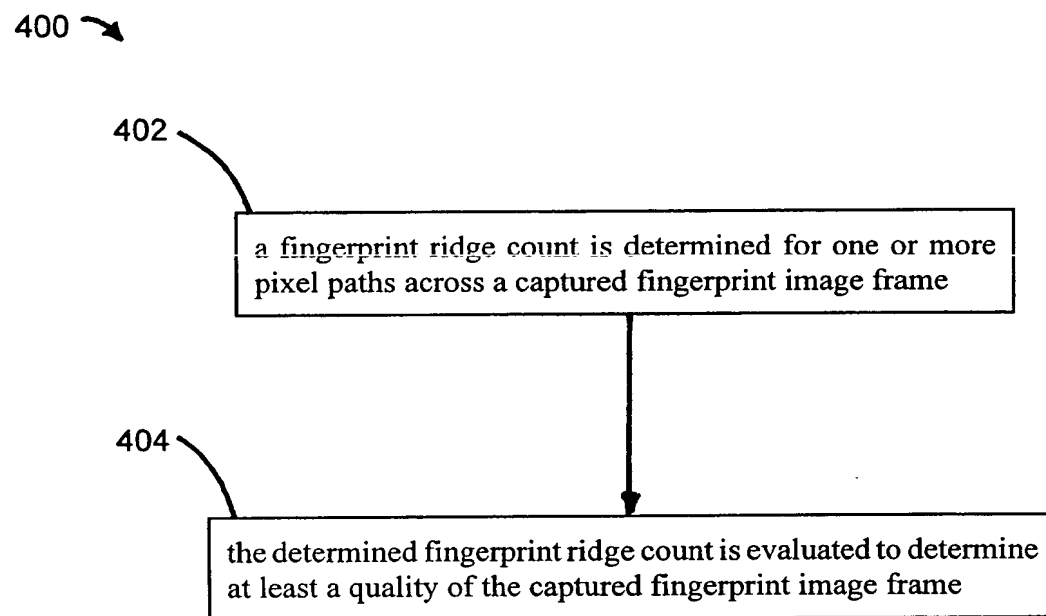 400
402
a fingerprint ridge count is determined for one or more
pixel paths across a captured fingerprint image frame
404
the determined fingerprint ridge count is evaluated to determine
at least a quality of the captured fingerprint image frame